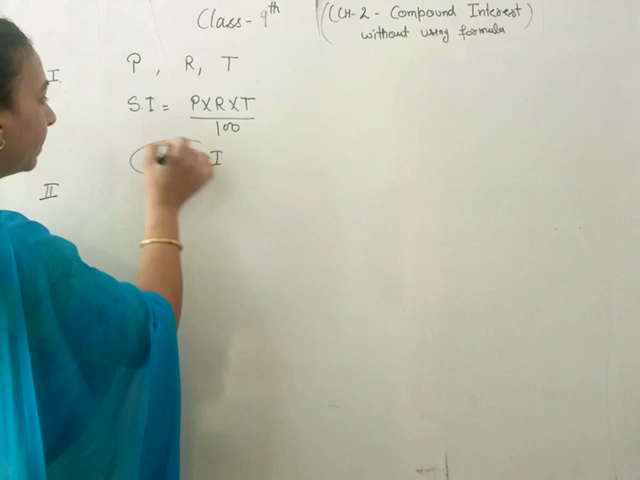 Class - 9th ((CH-2 - Compound Interest)
without using formula
I P, R, T
S.I = P×R×T
100
I
II